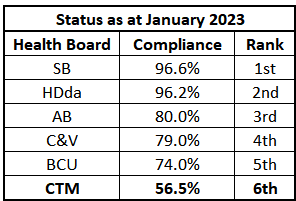 Status as at January 2023
Health Board Compliance Rank
SB 96.6% 1st
HDda 96.2% 2nd
AB 80.0% 3rd
C&V 79.0% 4th
BCU 74.0% 5th
CTM 56.5% 6th